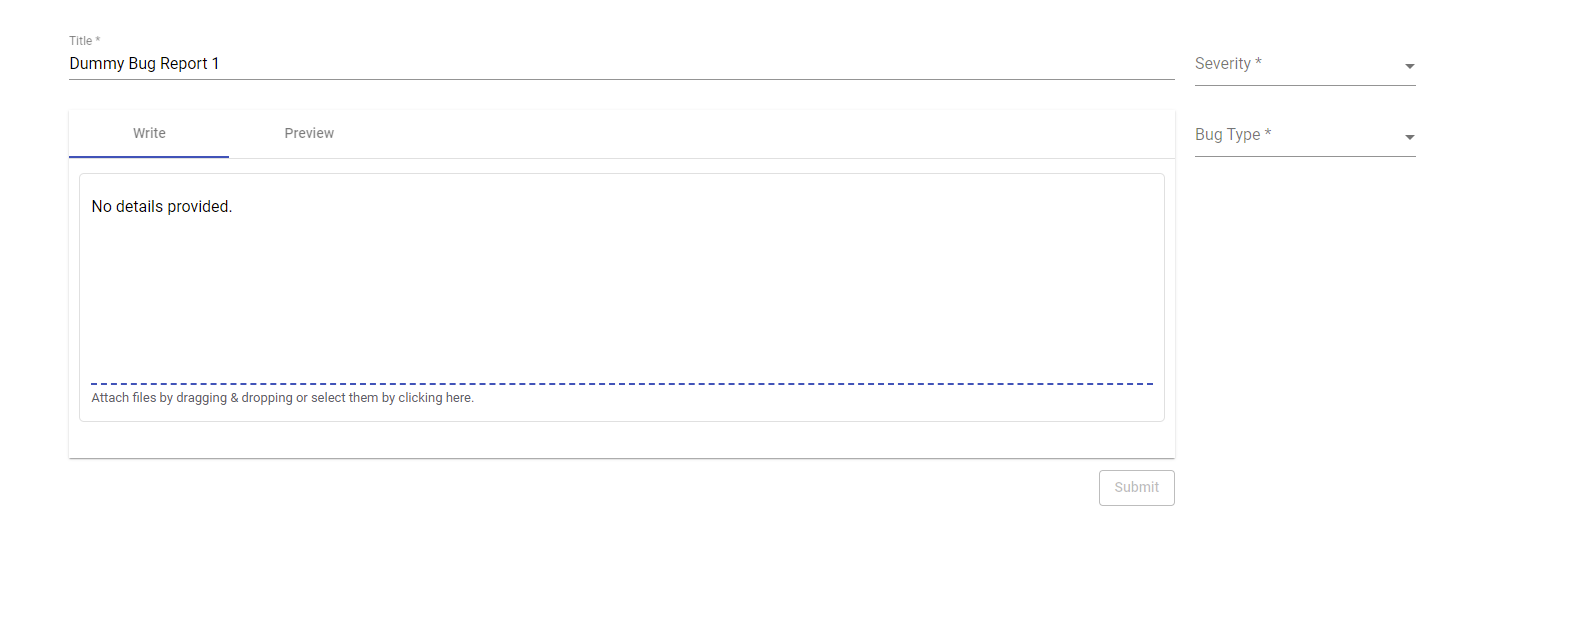 Title *
Dummy Bug Report 1
Severity *
Write
Preview
Bug Type *
No details provided.
Attach files by dragging & dropping or select them by clicking here.
Submit